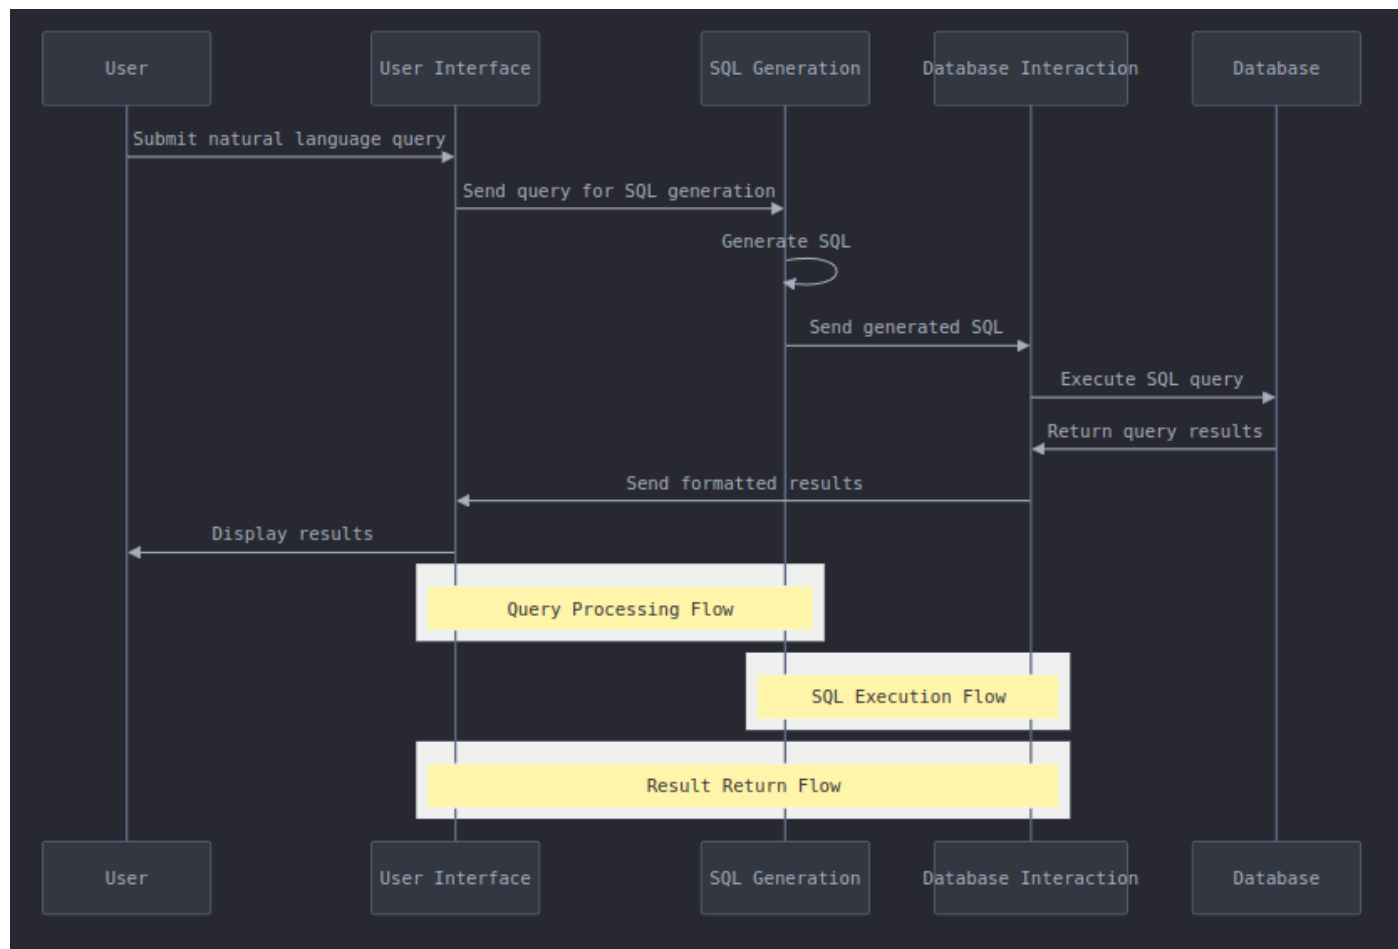 User
User Interface
SQL Generation
Database Interaction
Database
Submit natural language query
Send query for SQL generation
Generate SQL
Send generated SQL
Execute SQL query
Return query results
Send formatted results
Display results
Query Processing Flow
SQL Execution Flow
Result Return Flow
User
User Interface
SQL Generation
Database Interaction
Database